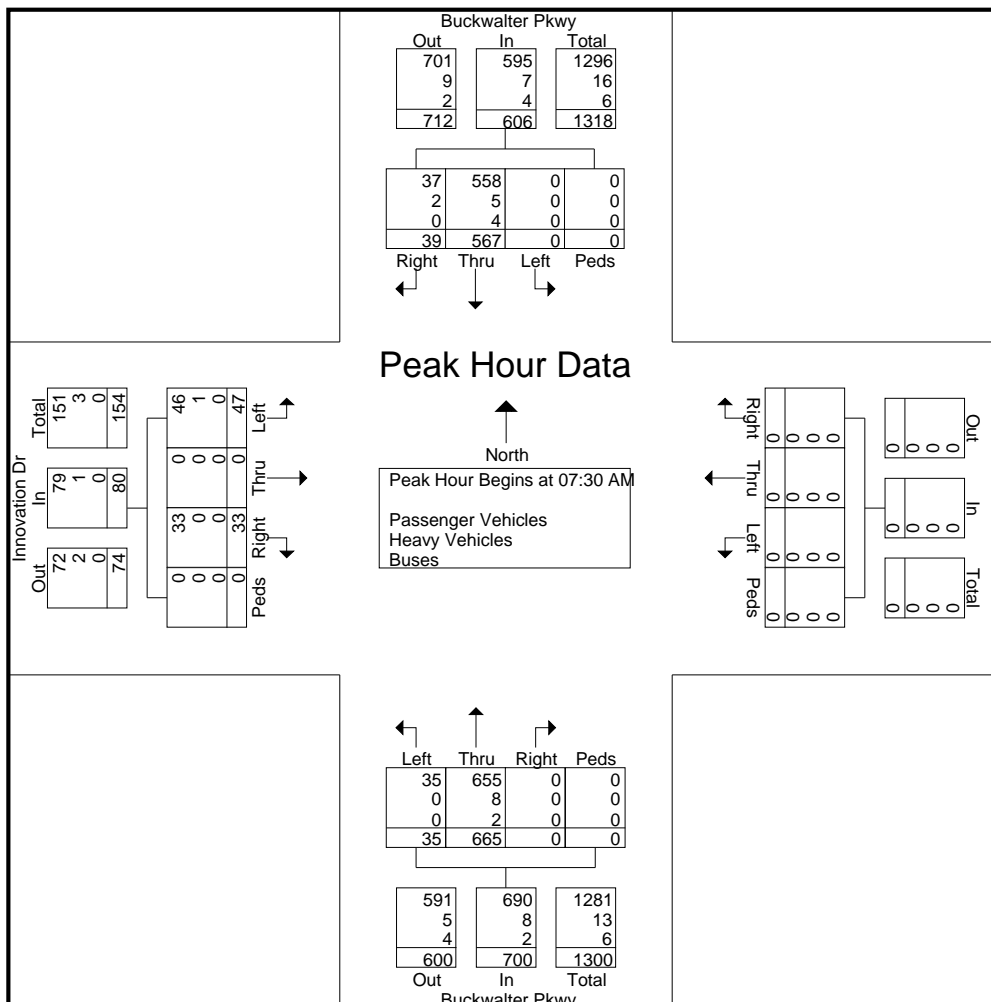 Buckwalter Pkwy
Out In Total
701 595 1296
9 7 16
2 4 6
712 606 1318
37 558 0 0
2 5 0 0
0 4 0 0
39 567 0 0
Right Thru Left Peds
Peak Hour Data
North
Peak Hour Begins at 07:30 AM
Passenger Vehicles
Heavy Vehicles
Buses
Innovation Dr
Out In Total
72 79 151
2 1 3
0 0 0
74 80 154
0 33 0 46
0 0 0 1
0 0 0 0
0 33 0 47
Peds Right Thru Left
Right Thru Left Peds
0 0 0 0
0 0 0 0
0 0 0 0
0 0 0 0
Out In Total
0 0 0
0 0 0
0 0 0
0 0 0
Left Thru Right Peds
35 655 0 0
0 8 0 0
0 2 0 0
35 665 0 0
591 690 1281
5 8 13
4 2 6
600 700 1300
Out In Total
Buckwalter Pkwy